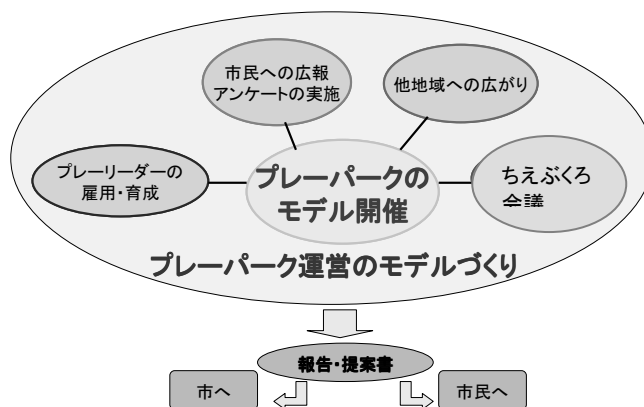 市民への広報
アンケートの実施
他地域への広がり
プレーリーダーの
雇用・育成
プレーパークの
モデル開催
ちえぶくろ
会議
プレーパーク運営のモデルづくり
報告・提案書
市へ
市民へ